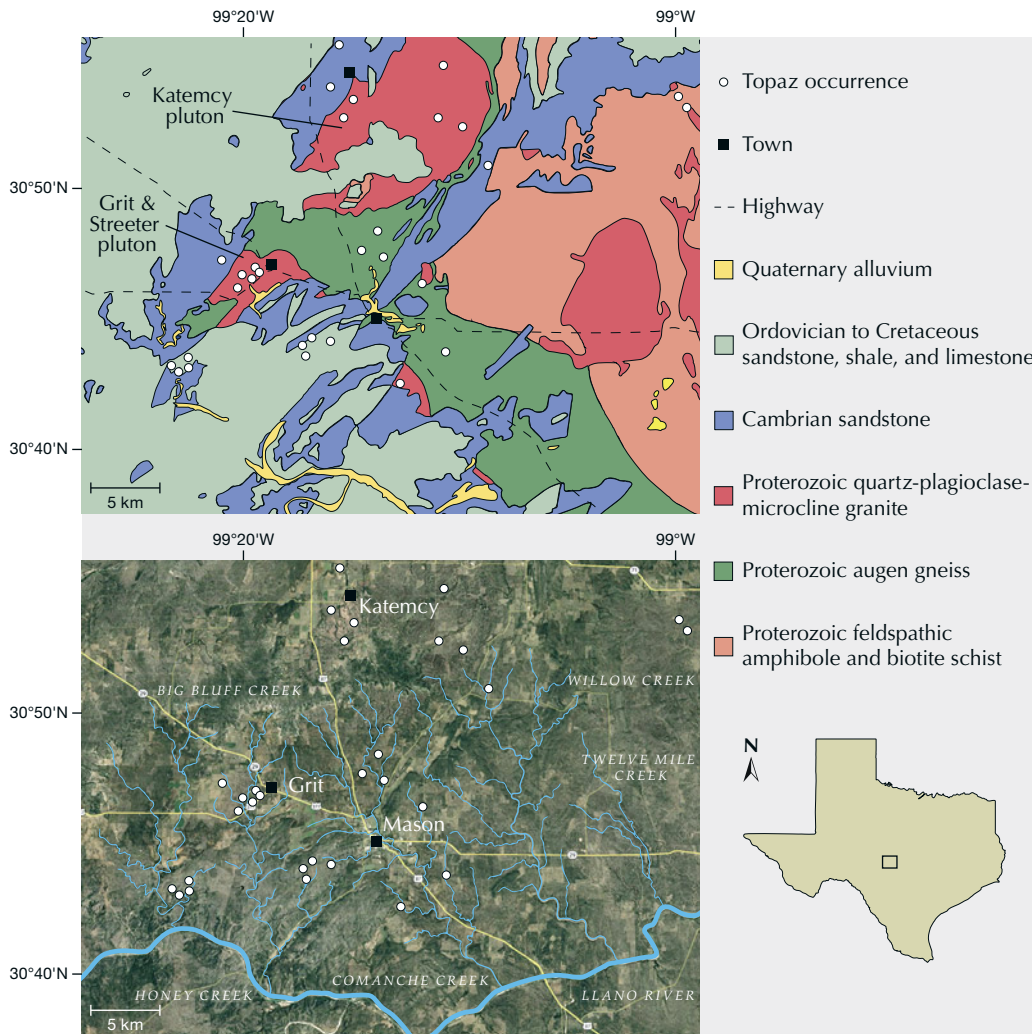 99°20'W
99°W
Katemcy
pluton
30°50'N
Grit &
Streeter
pluton
30°40'N
5 km
Topaz occurrence
Town
Highway
Quaternary alluvium
Ordovician to Cretaceous
sandstone, shale, and limestone
Cambrian sandstone
Proterozoic quartz-plagioclase-
microcline granite
Proterozoic augen gneiss
Proterozoic feldspathic
amphibole and biotite schist
99°20'W
99°W
Katemcy
BIG BLUFF CREEK
WILLOW CREEK
30°50'N
TWELVE MILE
CREEK
Grit
Mason
30°40'N
HONEY CREEK
COMANCHE CREEK
LLANO RIVER
5 km
N